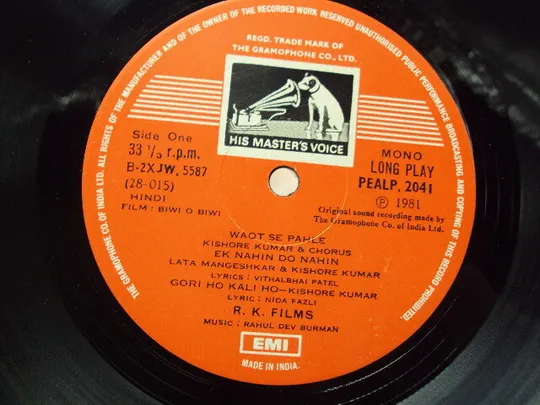 ALL RIGHTS OF THE MANUFACTURER AND OF THE OWNER OF THE RECORDED WORK RESERVED UNAUTHORISED PUBLIC PERFORMANCE BROADCASTING AND COPYING OF THIS RECORD PROHIBITED.
THE GRAMOPHONE CO. OF INDIA LTD.
REGD. TRADE MARK OF
THE GRAMOPHONE CO., LTD.
HIS MASTER'S VOICE
Side One
33 1/3 r.p.m.
B-2XJW. 5587
(28-015)
HINDI
FILM: BIWI O BIWI
MONO
LONG PLAY
PEALP. 2041
Ⓟ 1981
Original sound recording made by
The Gramophone Co. of India Ltd.
WAQT SE PAHLE
KISHORE KUMAR & CHORUS
EK NAHIN DO NAHIN
LATA MANGESHKAR & KISHORE KUMAR
LYRICS: VITHALBHAI PATEL
GORI HO KALI HO—KISHORE KUMAR
LYRIC: NIDA FAZLI
R. K. FILMS
MUSIC: RAHUL DEV BURMAN
EMI
MADE IN INDIA.